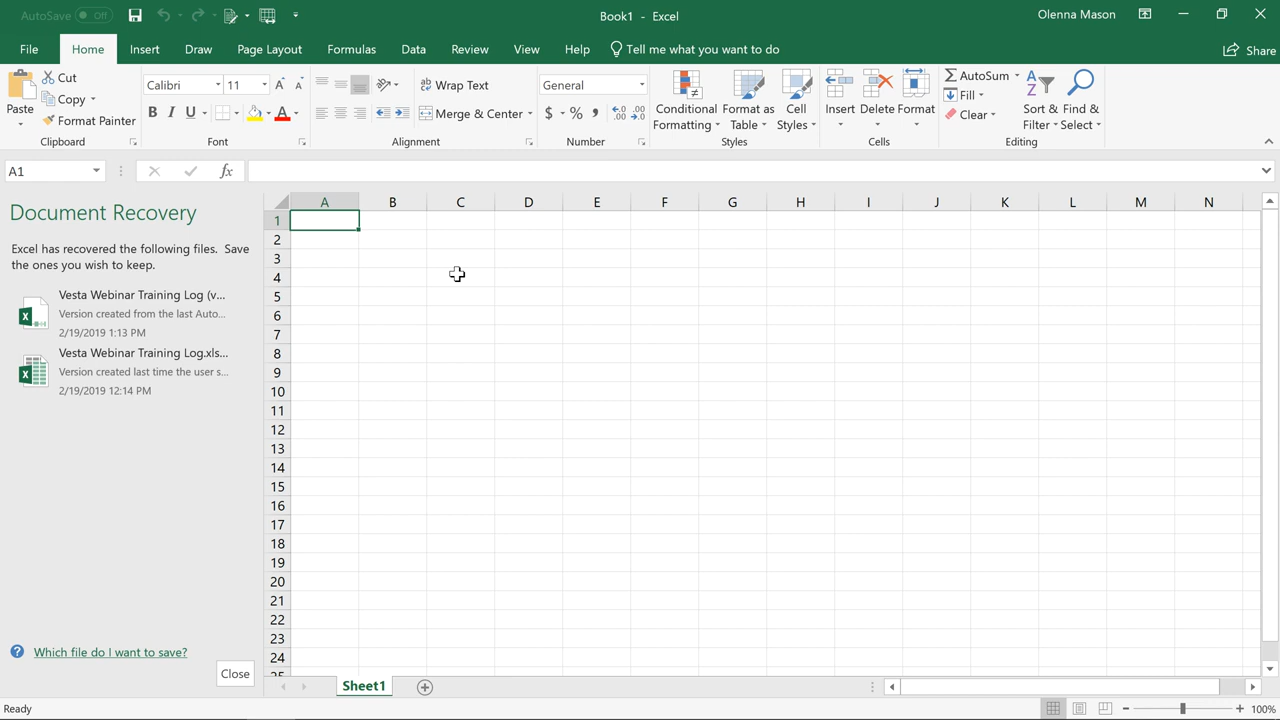 AutoSave Off
Book1 - Excel
Olenna Mason
File Home Insert Draw Page Layout Formulas Data Review View Help Tell me what you want to do Share
Paste
Cut
Copy
Format Painter
Clipboard
Calibri 11
B I U A
Font
Wrap Text
Merge & Center
Alignment
General
$ % ,
Number
Conditional Formatting
Format as Table
Cell Styles
Styles
Insert Delete Format
Cells
AutoSum
Fill
Clear
Sort & Filter
Find & Select
Editing
A1 fx
Document Recovery
Excel has recovered the following files. Save
the ones you wish to keep.
Vesta Webinar Training Log (v...
Version created from the last Auto...
2/19/2019 1:13 PM
Vesta Webinar Training Log.xls...
Version created last time the user s...
2/19/2019 12:14 PM
Which file do I want to save?
Close
A B C D E F G H I J K L M N
1
2
3
4
5
6
7
8
9
10
11
12
13
14
15
16
17
18
19
20
21
22
23
24
25
Sheet1
Ready
100%